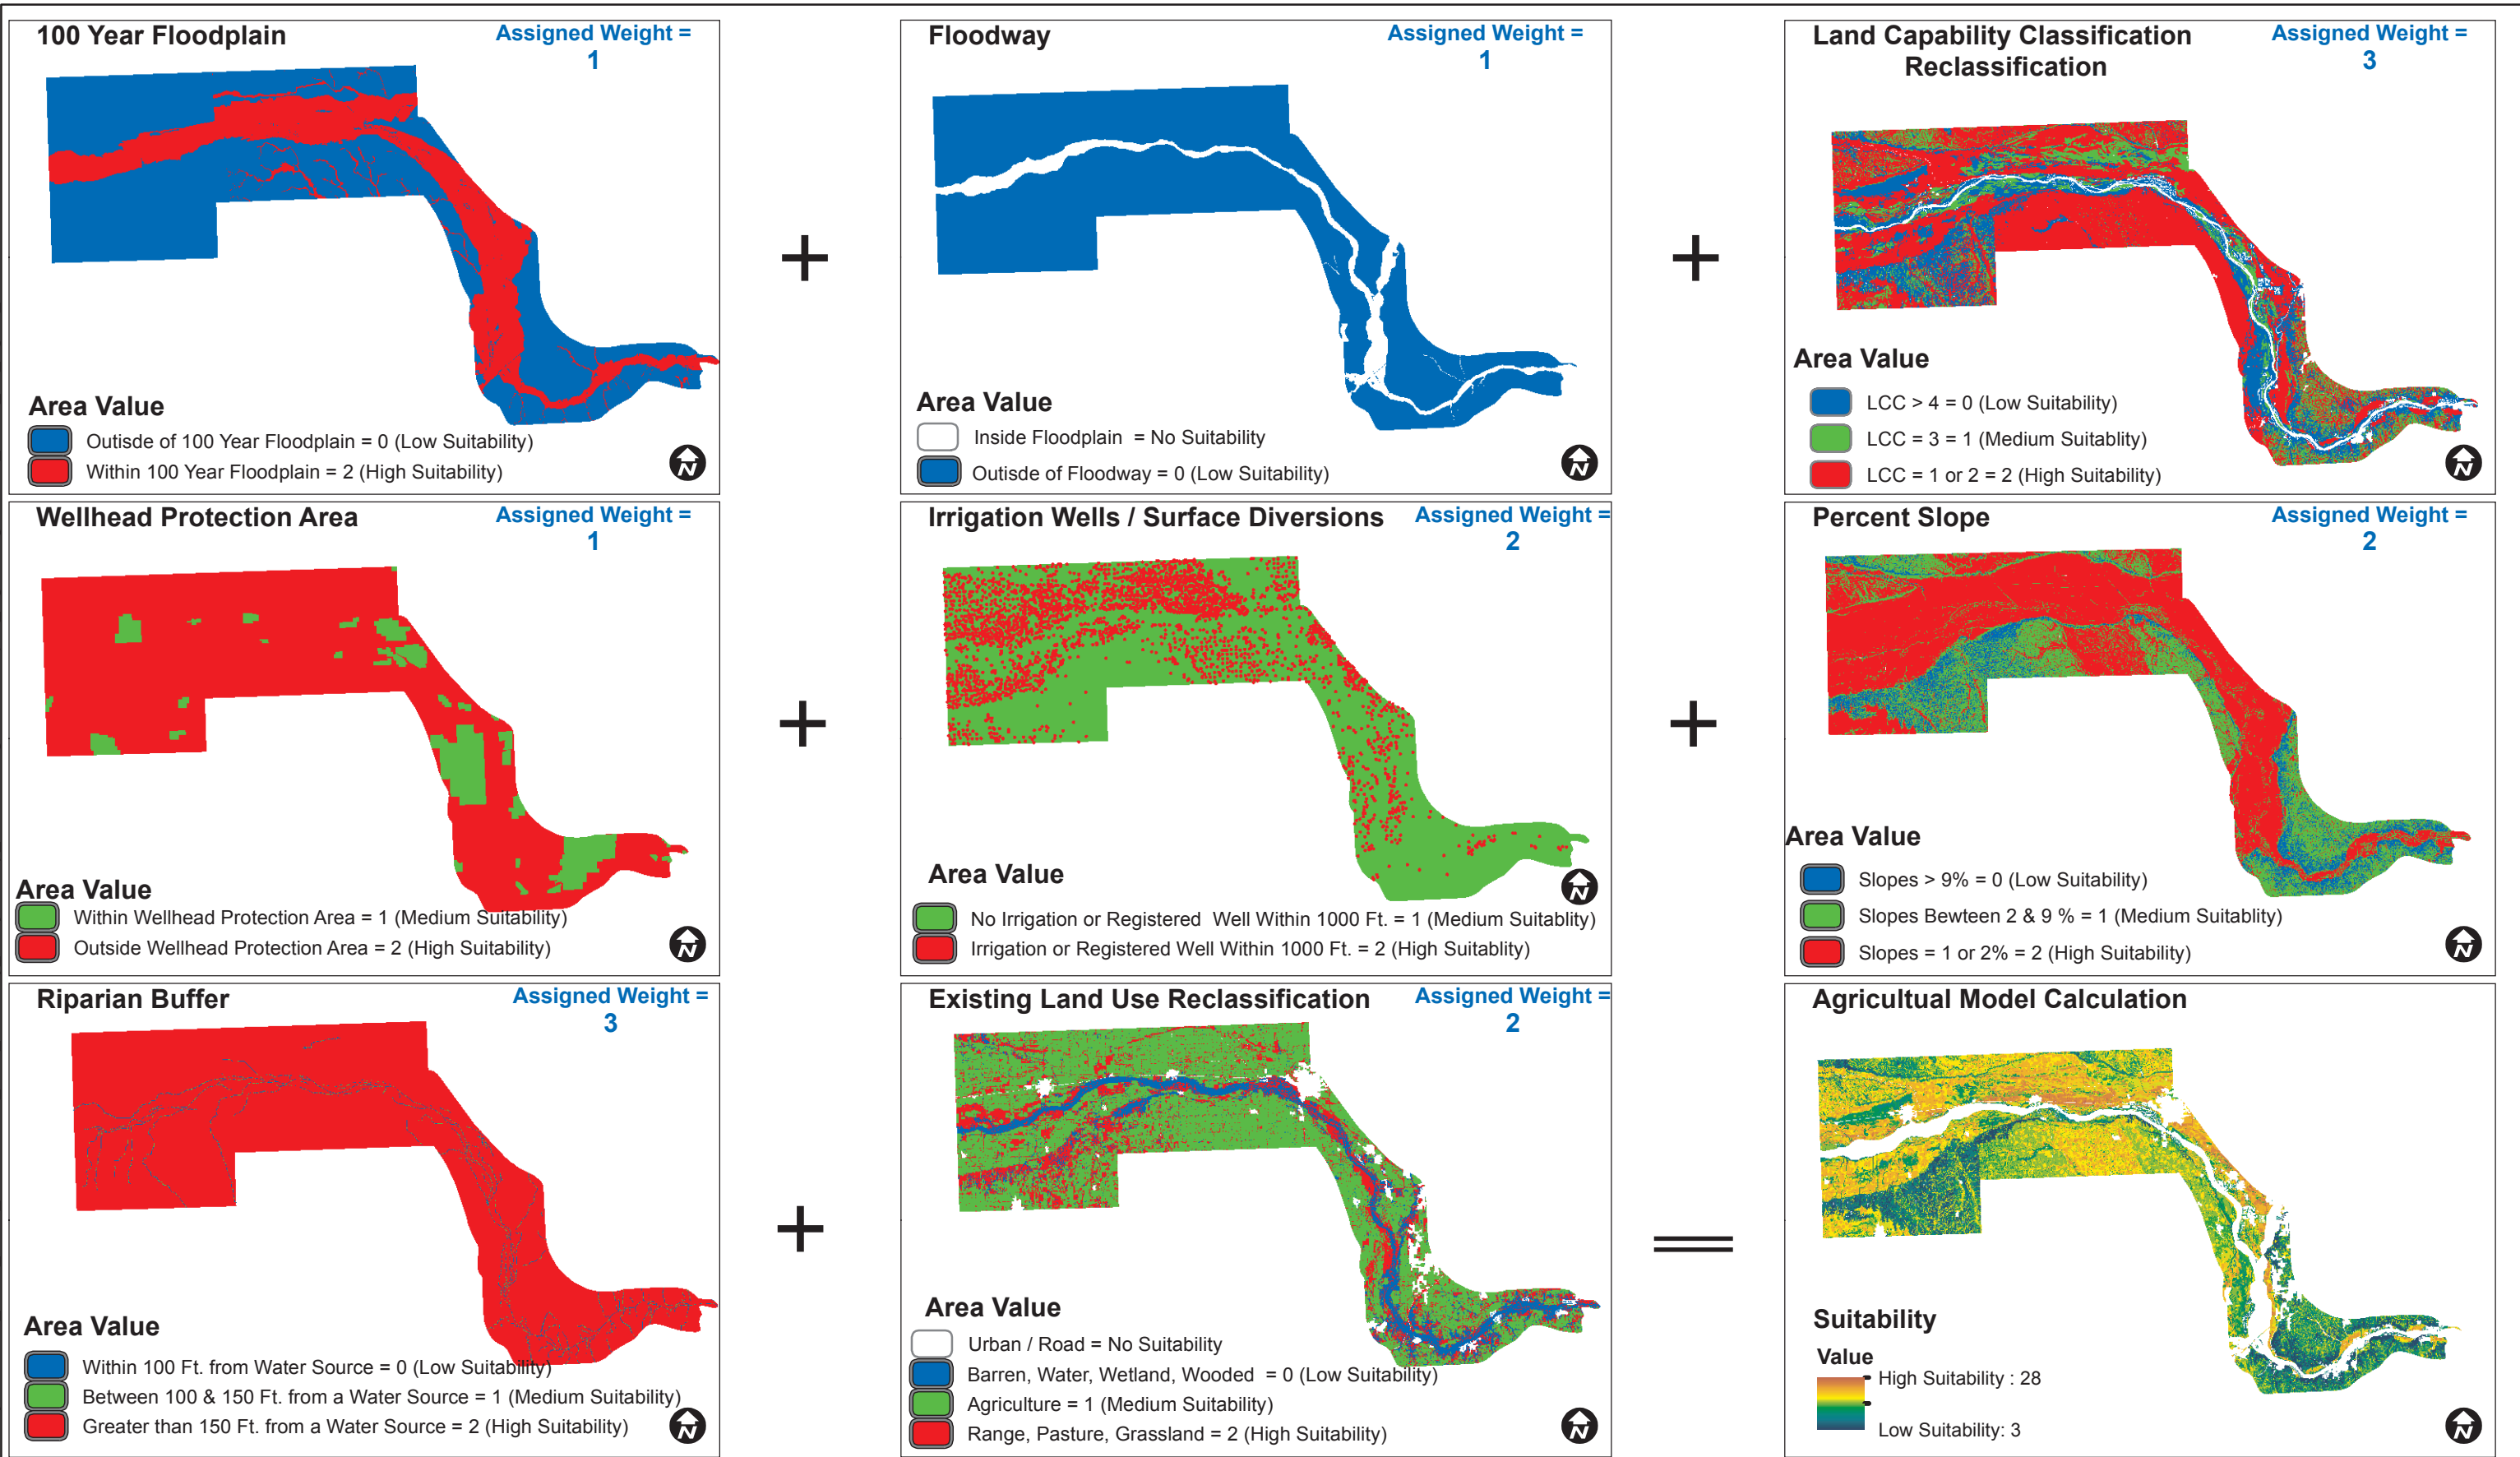 100 Year Floodplain
Assigned Weight =
1
Area Value
Outisde of 100 Year Floodplain = 0 (Low Suitability)
Within 100 Year Floodplain = 2 (High Suitability)
N
+
Floodway
Assigned Weight =
1
Area Value
Inside Floodplain = No Suitability
Outisde of Floodway = 0 (Low Suitability)
N
+
Land Capability Classification
Reclassification
Assigned Weight =
3
Area Value
LCC > 4 = 0 (Low Suitability)
LCC = 3 = 1 (Medium Suitablity)
LCC = 1 or 2 = 2 (High Suitability)
N
Wellhead Protection Area
Assigned Weight =
1
Area Value
Within Wellhead Protection Area = 1 (Medium Suitability)
Outside Wellhead Protection Area = 2 (High Suitability)
N
+
Irrigation Wells / Surface Diversions
Assigned Weight =
2
Area Value
No Irrigation or Registered Well Within 1000 Ft. = 1 (Medium Suitablity)
Irrigation or Registered Well Within 1000 Ft. = 2 (High Suitablity)
N
+
Percent Slope
Assigned Weight =
2
Area Value
Slopes > 9% = 0 (Low Suitability)
Slopes Bewteen 2 & 9 % = 1 (Medium Suitablity)
Slopes = 1 or 2% = 2 (High Suitability)
N
Riparian Buffer
Assigned Weight =
3
Area Value
Within 100 Ft. from Water Source = 0 (Low Suitability)
Between 100 & 150 Ft. from a Water Source = 1 (Medium Suitability)
Greater than 150 Ft. from a Water Source = 2 (High Suitability)
N
+
Existing Land Use Reclassification
Assigned Weight =
2
Area Value
Urban / Road = No Suitability
Barren, Water, Wetland, Wooded = 0 (Low Suitability)
Agriculture = 1 (Medium Suitability)
Range, Pasture, Grassland = 2 (High Suitability)
N
=
Agricultual Model Calculation
Suitability
Value
High Suitability : 28
Low Suitability: 3
N